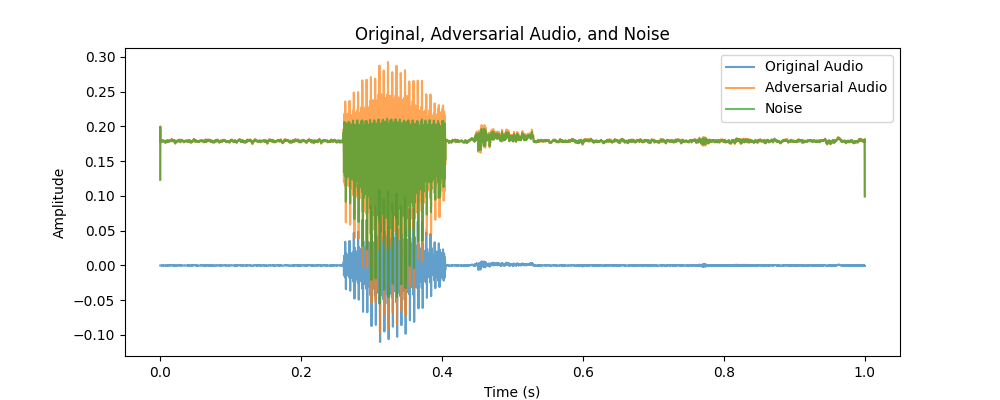 Original, Adversarial Audio, and Noise
Original Audio
Adversarial Audio
Noise
Amplitude
0.30
0.25
0.20
0.15
0.10
0.05
0.00
−0.05
−0.10
0.0 0.2 0.4 0.6 0.8 1.0
Time (s)